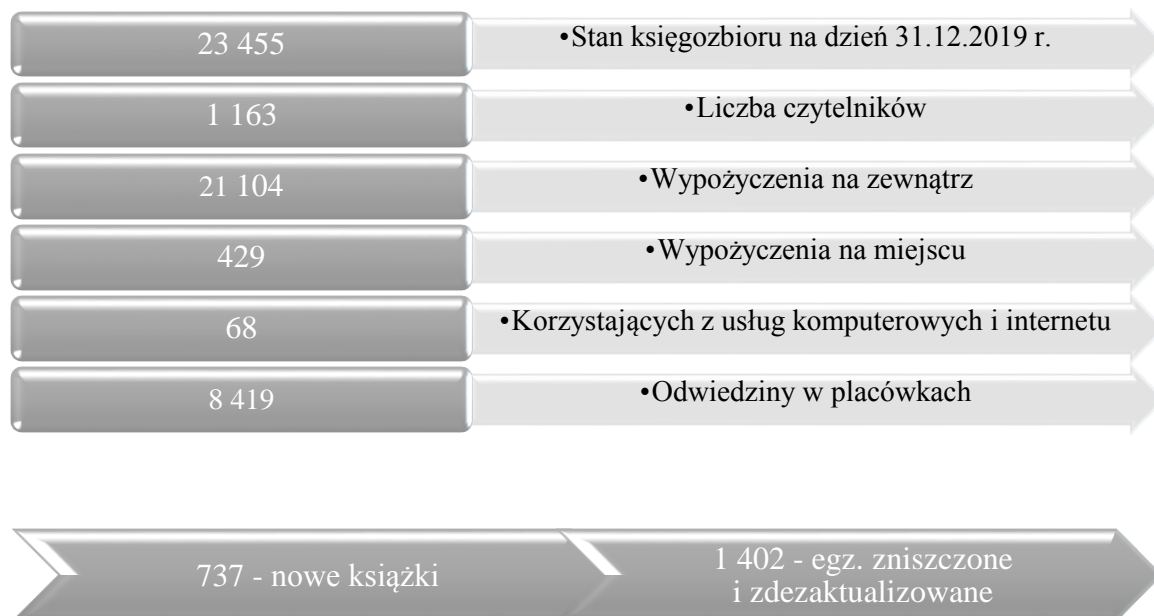 23 455
•Stan księgozbioru na dzień 31.12.2019 r.
1 163
•Liczba czytelników
21 104
•Wypożyczenia na zewnątrz
429
•Wypożyczenia na miejscu
68
•Korzystających z usług komputerowych i internetu
8 419
•Odwiedziny w placówkach
737 - nowe książki
1 402 - egz. zniszczone
i zdezaktualizowane